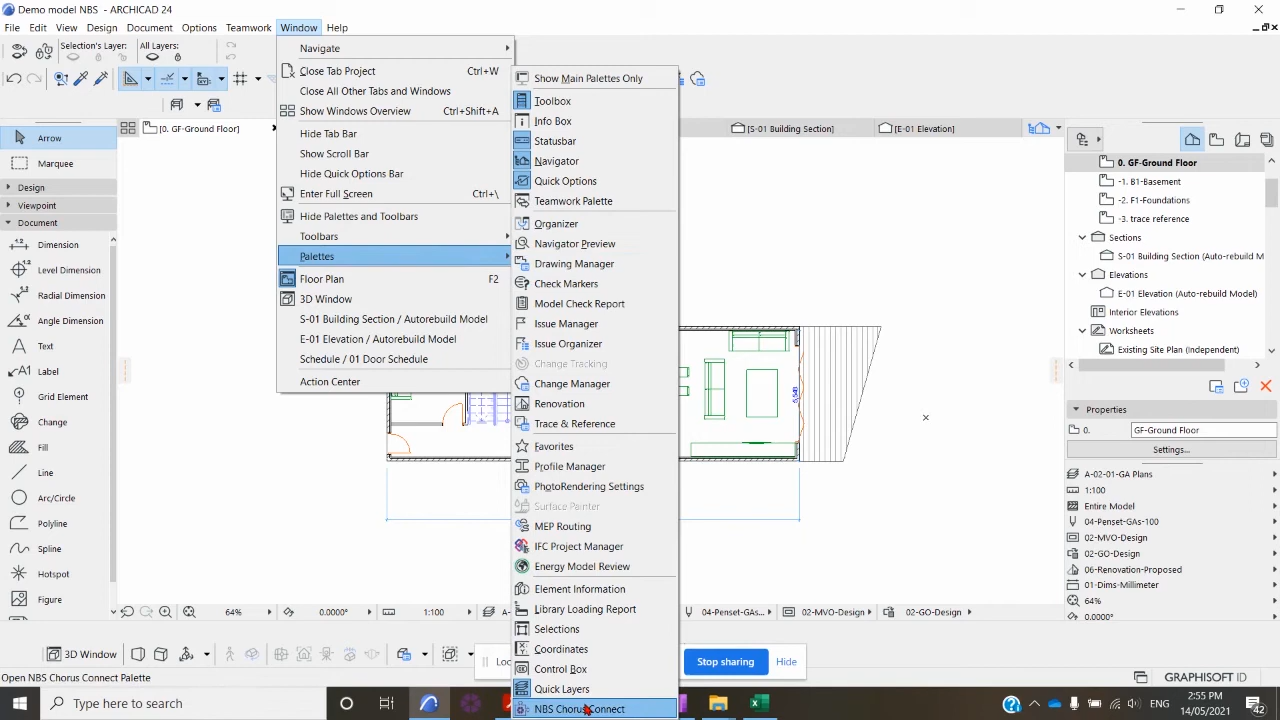 Demo model NBS - ARCHICAD 24
File Edit View Design Document Options Teamwork Window Help
Selection's Layer: All Layers:
Navigate
Close Tab Project Ctrl+W
Close All Other Tabs and Windows
Show Windows Overview Ctrl+Shift+A
Hide Tab Bar
Show Scroll Bar
Hide Quick Options Bar
Enter Full Screen Ctrl+\
Hide Palettes and Toolbars
Toolbars
Palettes
Floor Plan F2
3D Window
S-01 Building Section / Autorebuild Model
E-01 Elevation / Autorebuild Model
Schedule / 01 Door Schedule
Action Center
Show Main Palettes Only
Toolbox
Info Box
Statusbar
Navigator
Quick Options
Teamwork Palette
Organizer
Navigator Preview
Drawing Manager
Check Markers
Model Check Report
Issue Manager
Issue Organizer
Change Tracking
Change Manager
Renovation
Trace & Reference
Favorites
Profile Manager
PhotoRendering Settings
Surface Painter
MEP Routing
IFC Project Manager
Energy Model Review
Element Information
Library Loading Report
Selections
Coordinates
Control Box
Quick Layers
NBS Chorus Connect
[0. GF-Ground Floor]
[S-01 Building Section]
[E-01 Elevation]
Arrow
Marquee
Design
Viewpoint
Document
Dimension
Level Dimension
Radial Dimension
Angle Dimension
Text
Label
Grid Element
Change
Fill
Line
Arc/Circle
Polyline
Spline
Hotspot
Figure
0. GF-Ground Floor
-1. B1-Basement
-2. F1-Foundations
-3. trace reference
Sections
S-01 Building Section (Auto-rebuild M
Elevations
E-01 Elevation (Auto-rebuild Model)
Interior Elevations
Worksheets
Existing Site Plan (Independent)
Properties
0. GF-Ground Floor
Settings...
A-02-01-GA Plans
1:100
Entire Model
04-Penset-GAs-100
02-MVO-Design
02-GO-Design
06-Renovation-Proposed
01-Dims-Millimeter
64%
0.0000°
64% 0.0000° 1:100 04-Penset-GAs... 02-MVO-Design 02-GO-Design
3D Window
Stop sharing Hide
Open NBS Chorus Connect Palette
GRAPHISOFT ID
Type here to search
2:55 PM
14/05/2021
42